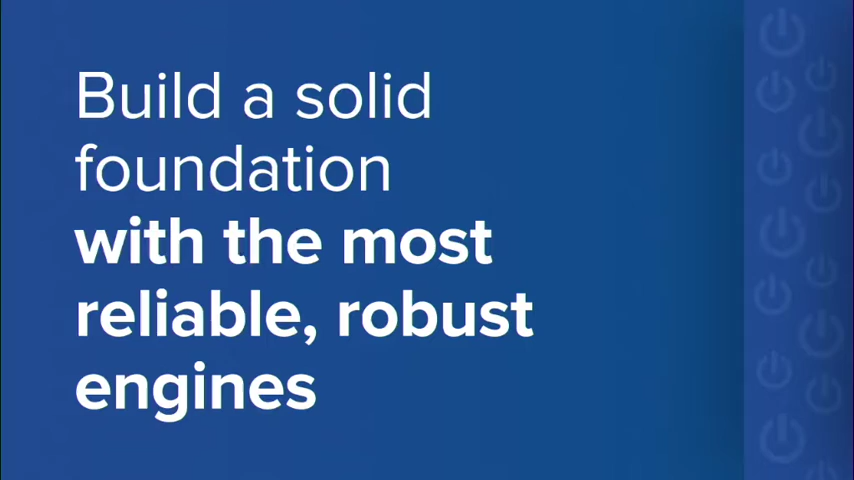 Build a solid
foundation
with the most
reliable, robust
engines